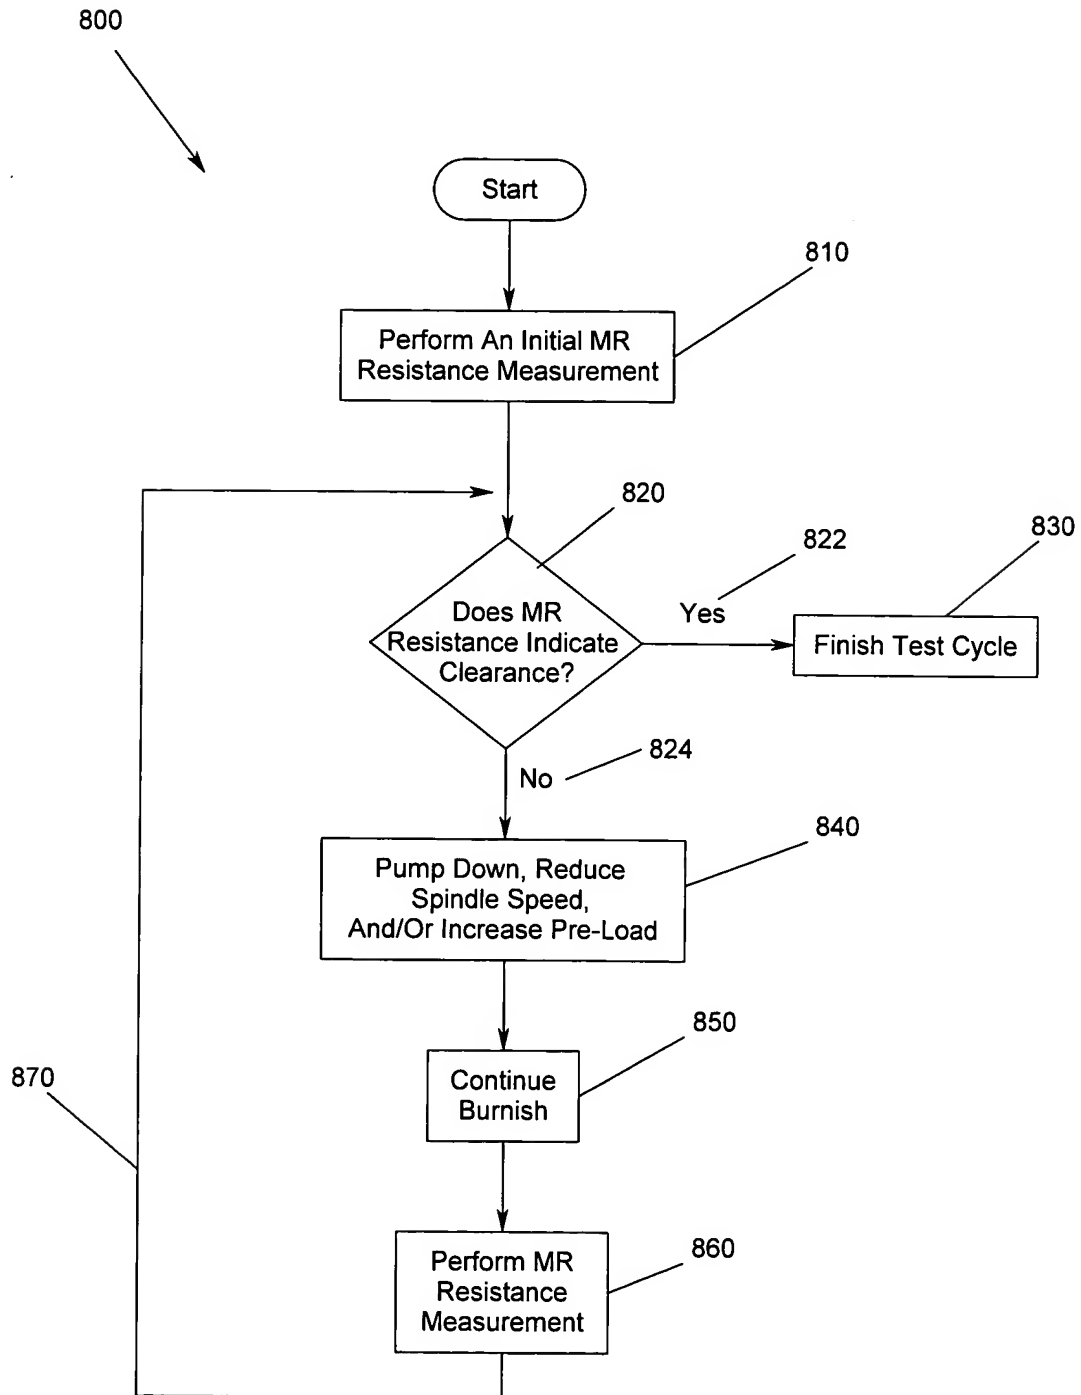 800
Start
810
Perform An Initial MR
Resistance Measurement
820
822
830
Does MR
Resistance Indicate
Clearance?
Yes
Finish Test Cycle
824
No
840
Pump Down, Reduce
Spindle Speed,
And/Or Increase Pre-Load
850
870
Continue
Burnish
860
Perform MR
Resistance
Measurement